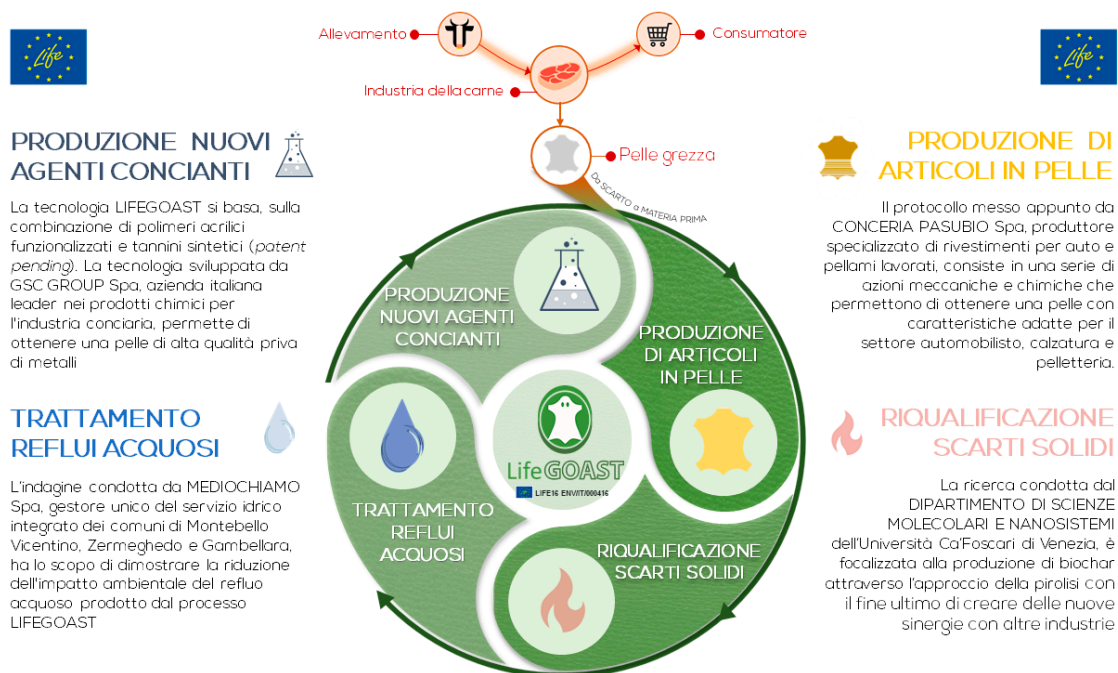 Life
Allevamento
Consumatore
Industria della carne
Life
Pelle grezza
Da SCARTO a MATERIA PRIMA
PRODUZIONE NUOVI
AGENTI CONCIANTI
La tecnologia LIFEGOAST si basa, sulla
combinazione di polimeri acrilici
funzionalizzati e tannini sintetici (patent
pending). La tecnologia sviluppata da
GSC GROUP Spa, azienda italiana
leader nei prodotti chimici per
l'industria conciaria, permette di
ottenere una pelle di alta qualità priva
di metalli
TRATTAMENTO
REFLUI ACQUOSI
L'indagine condotta da MEDIOCHIAMO
Spa, gestore unico del servizio idrico
integrato dei comuni di Montebello
Vicentino, Zermeghedo e Gambellara,
ha lo scopo di dimostrare la riduzione
dell'impatto ambientale del refluo
acquoso prodotto dal processo
LIFEGOAST
PRODUZIONE
NUOVI AGENTI
CONCIANTI
PRODUZIONE
DI ARTICOLI
IN PELLE
LifeGOAST
LIFE16 ENV/IT/000416
TRATTAMENTO
REFLUI
ACQUOSI
RIQUALIFICAZIONE
SCARTI SOLIDI
PRODUZIONE DI
ARTICOLI IN PELLE
Il protocollo messo appunto da
CONCERIA PASUBIO Spa, produttore
specializzato di rivestimenti per auto e
pellami lavorati, consiste in una serie di
azioni meccaniche e chimiche che
permettono di ottenere una pelle con
caratteristiche adatte per il
settore automobilisto, calzatura e
pelletteria.
RIQUALIFICAZIONE
SCARTI SOLIDI
La ricerca condotta dal
DIPARTIMENTO DI SCIENZE
MOLECOLARI E NANOSISTEMI
dell'Università Ca'Foscari di Venezia, è
focalizzata alla produzione di biochar
attraverso l'approccio della pirolisi con
il fine ultimo di creare delle nuove
sinergie con altre industrie